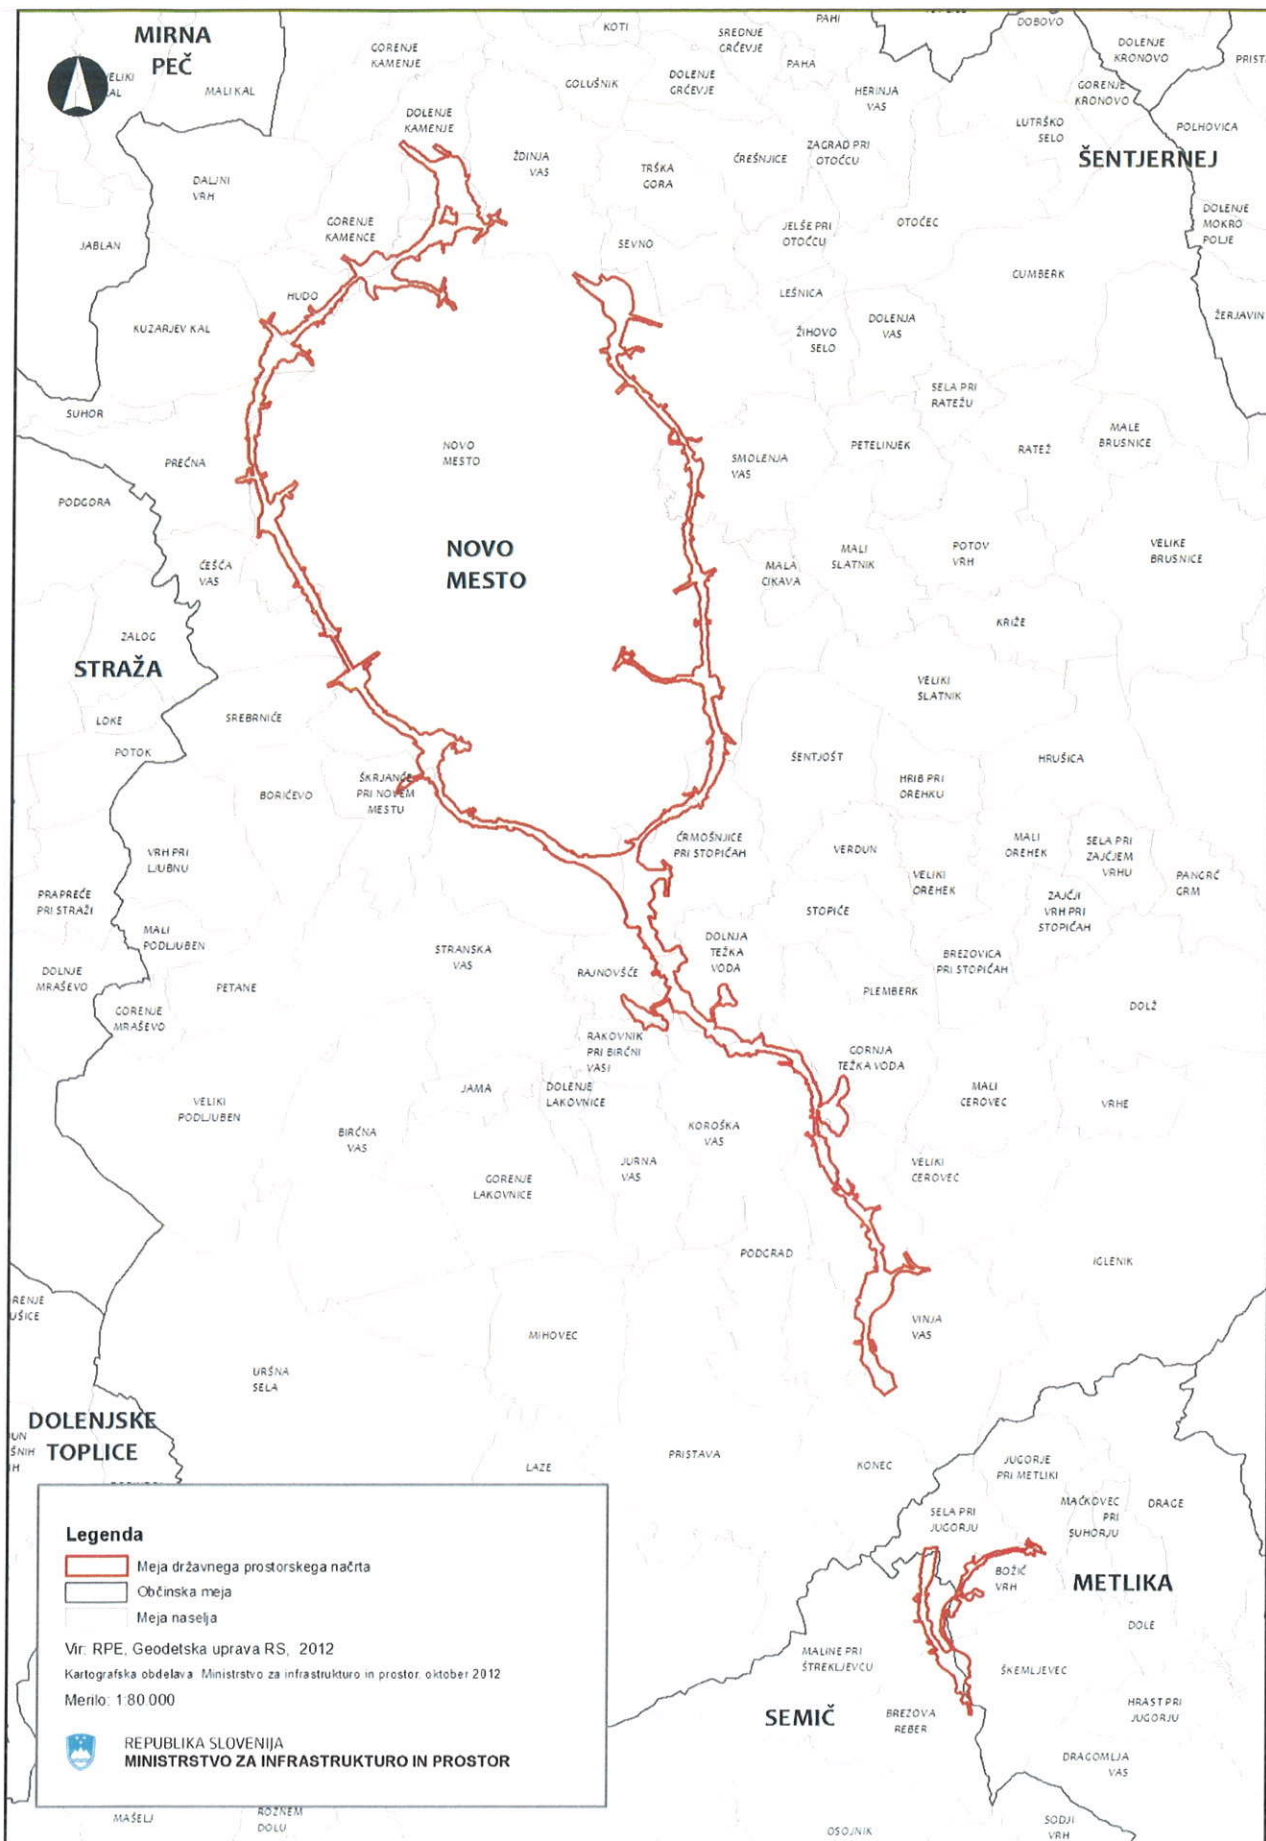 MIRNA
PEČ
MALI KAL
GORENJE
KAMENJE
KOTI
SREDNJE
GRČEVJE
PAHI
DOBOVO
DOLENJE
KRONOVO
GOLUŠNIK
DOLENJE
GRČEVJE
PAHA
HERINJA
VAS
GORENJE
KRONOVO
DOLENJE
KAMENJE
LUTRŠKO
SELO
POLHOVICA
ŠENTJERNEJ
ŽDINJA
VAS
TRŠKA
GORA
ČREŠNJICE
ZAGRAD PRI
OTOČCU
DALJNI
VRH
GORENJE
KAMENCE
JABLAN
SEVNO
JELŠE PRI
OTOČCU
OTOČEC
DOLENJE
MOKRO
POLJE
GUMBERK
HUDO
LEŠNICA
KUZARJEV KAL
ŽIHOVO
SELO
DOLENJA
VAS
ŽERJAVIN
SUHOR
SELA PRI
RATEŽU
PREČNA
NOVO
MESTO
SMOLENJA
VAS
PETELINJEK
RATEŽ
MALE
BRUSNICE
PODGORA
NOVO
MESTO
ČEŠČA
VAS
MALA
CIKAVA
MALI
SLATNIK
POTOV
VRH
VELIKE
BRUSNICE
ZALOG
KRIŽE
STRAŽA
VELIKI
SLATNIK
LOKE
SREBRNIČE
POTOK
ŠENTJOŠT
HRUŠICA
BORIČEVO
ŠKRJANČE
PRI NOVEM
MESTU
HRIB PRI
OREHKU
VRH PRI
LJUBNU
ČRMOŠNJICE
PRI STOPIČAH
VERDUN
MALI
OREHEK
SELA PRI
ZAJČJEM
VRHU
PRAPREČE
PRI STRAŽI
VELIKI
OREHEK
PANGRČ
GRM
ZAJČJI
VRH PRI
STOPIČAH
STOPIČE
MALI
PODLJUBEN
STRANSKA
VAS
DOLNJA
TEŽKA
VODA
BREZOVICA
PRI STOPIČAH
DOLNJE
MRAŠEVO
PETANE
RAJNOVŠČE
PLEMBERK
DOLŽ
GORENJE
MRAŠEVO
RAKOVNIK
PRI BIRČNI
VASI
GORNJA
TEŽKA VODA
JAMA
DOLENJE
LAKOVNICE
MALI
CEROVEC
VRHE
VELIKI
PODLJUBEN
BIRČNA
VAS
KOROŠKA
VAS
JURNA
VAS
VELIKI
CEROVEC
GORENJE
LAKOVNICE
PODGRAD
IGLENIK
MIHOVEC
VINJA
VAS
URŠNA
SELA
DOLENJSKE
TOPLICE
LAZE
PRISTAVA
KONEC
JUGORJE
PRI METLIKI
SELA PRI
JUGORJU
MAČKOVEC
PRI
SUHORJU
DRAGE
BOŽIČ
VRH
METLIKA
DOLE
MALINE PRI
ŠTREKLJEVCU
ŠKEMLJEVEC
SEMIČ
BREZOVA
REBER
HRAST PRI
JUGORJU
DRAGOMLJA
VAS
OSOJNIK
SODJI
VRH
Legenda
Meja državnega prostorskega načrta
Občinska meja
Meja naselja
Vir: RPE, Geodetska uprava RS, 2012
Kartografska obdelava: Ministrstvo za infrastrukturo in prostor, oktober 2012
Merilo: 1:80 000
REPUBLIKA SLOVENIJA
MINISTRSTVO ZA INFRASTRUKTURO IN PROSTOR
MAŠELJ
ROŽNEM
DOLU